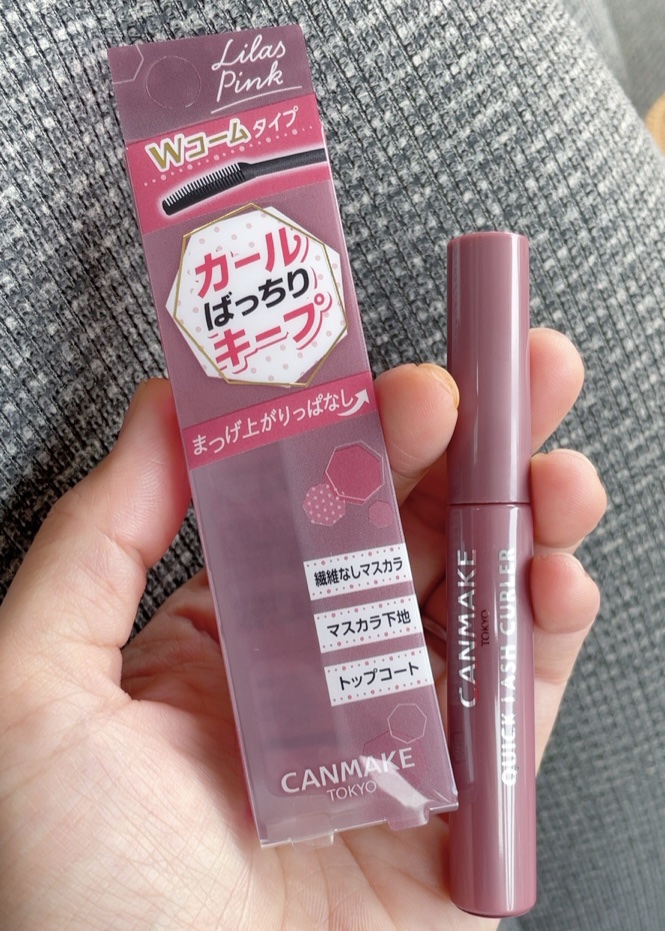 Lilas
Pink
Wコームタイプ
カール
ばっちり
キープ
まつげ上がりっぱなし
繊維なしマスカラ
マスカラ下地
トップコート
CANMAKE
TOKYO
CANMAKE
TOKYO
QUICK LASH CURLER